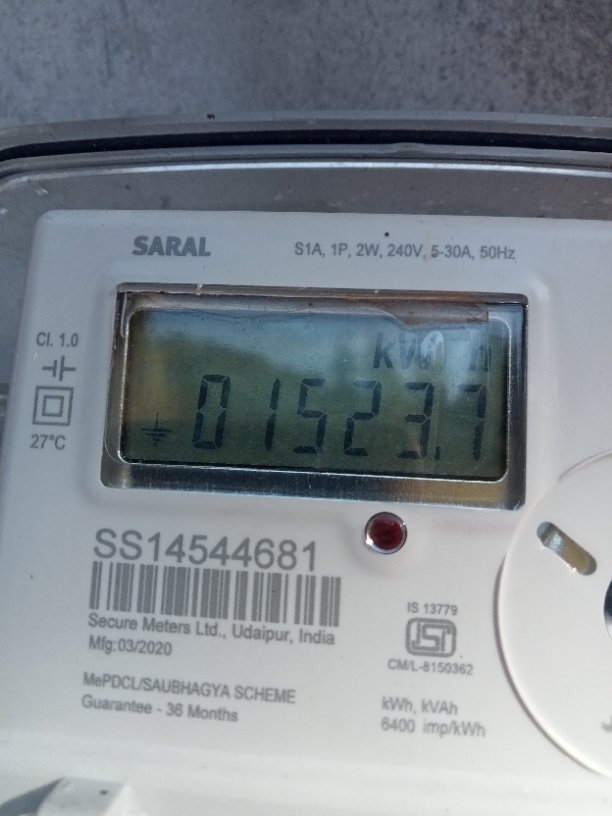 SARAL
S1A, 1P, 2W, 240V, 5-30A, 50Hz
Cl. 1.0
27°C
kW h
01523.7
SS14544681
Secure Meters Ltd., Udaipur, India
Mfg:03/2020
MePDCL/SAUBHAGYA SCHEME
Guarantee - 36 Months
IS 13779
ISI
CM/L-8150362
kWh, kVAh
6400 imp/kWh